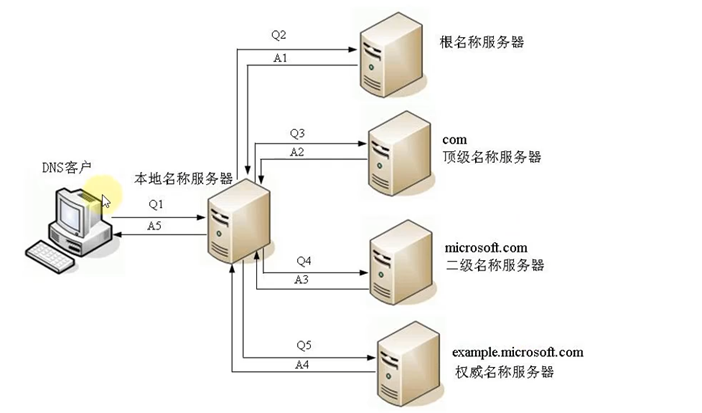 Q2
A1
根名称服务器
Q3
A2
com
顶级名称服务器
DNS客户
本地名称服务器
Q1
A5
Q4
A3
microsoft.com
二级名称服务器
Q5
A4
example.microsoft.com
权威名称服务器